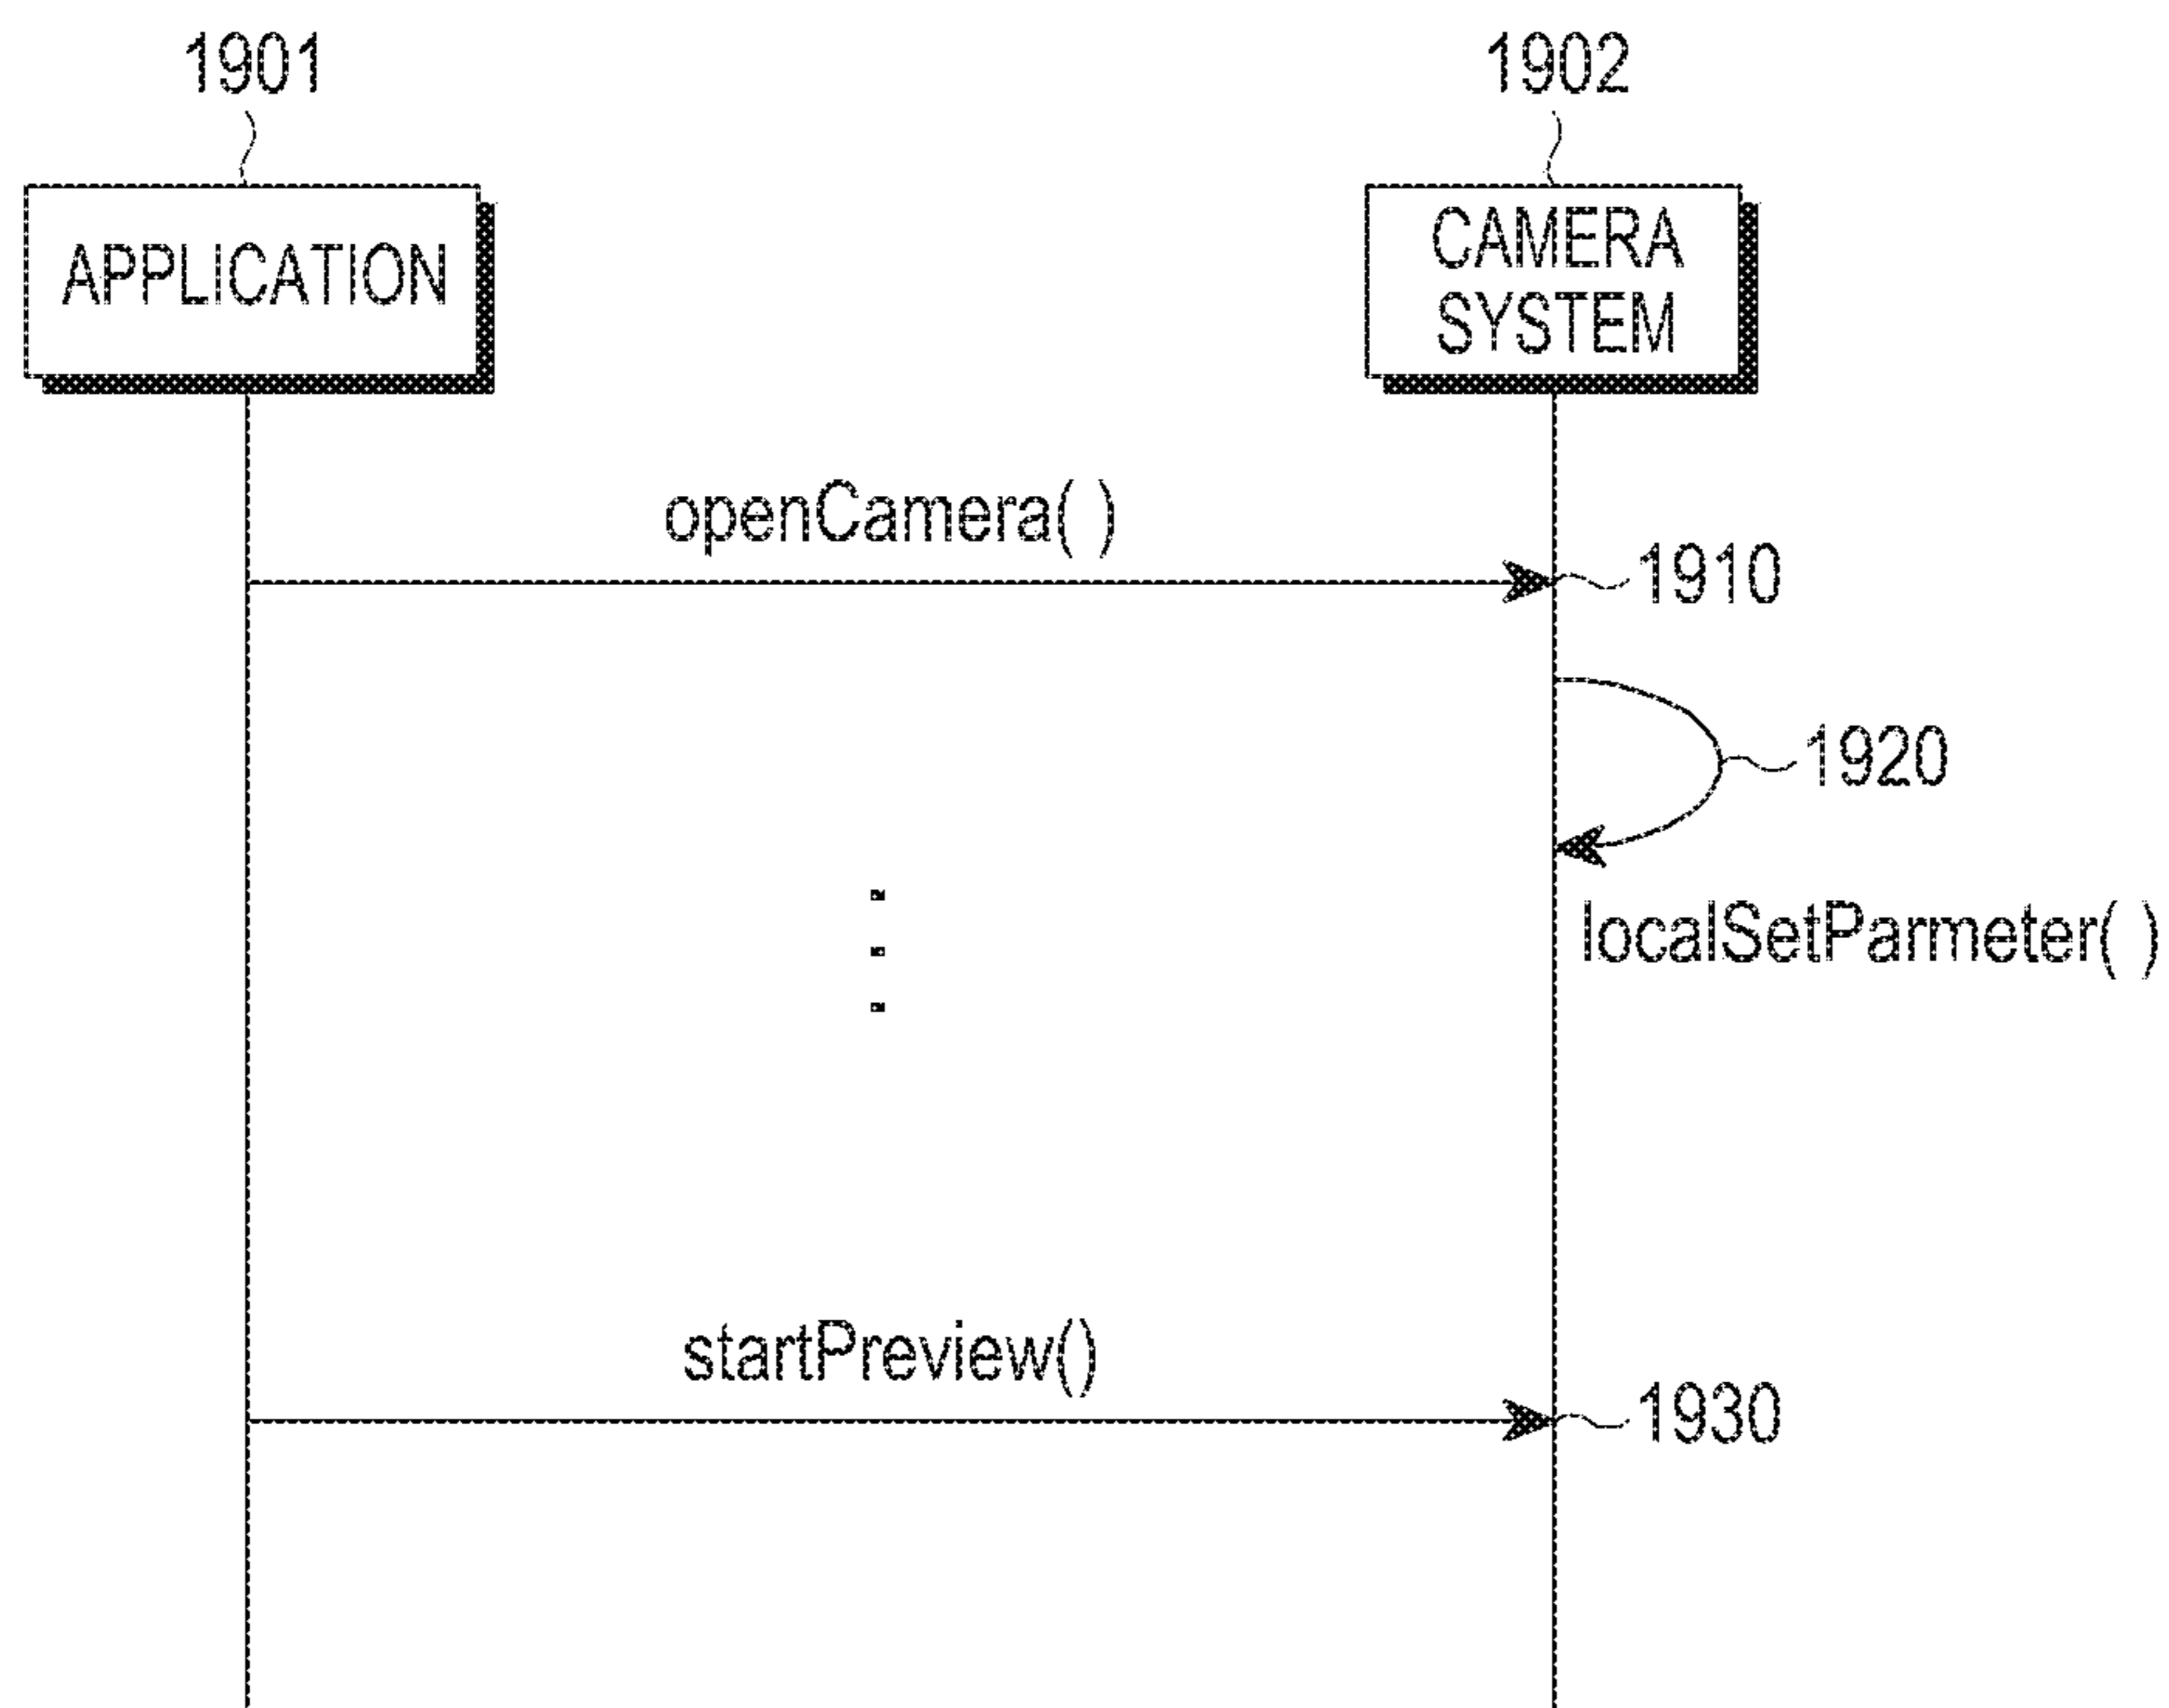 1901
1902
APPLICATION
CAMERA
SYSTEM
openCamera( )
1910
1920
localSetParmeter( )
startPreview()
1930